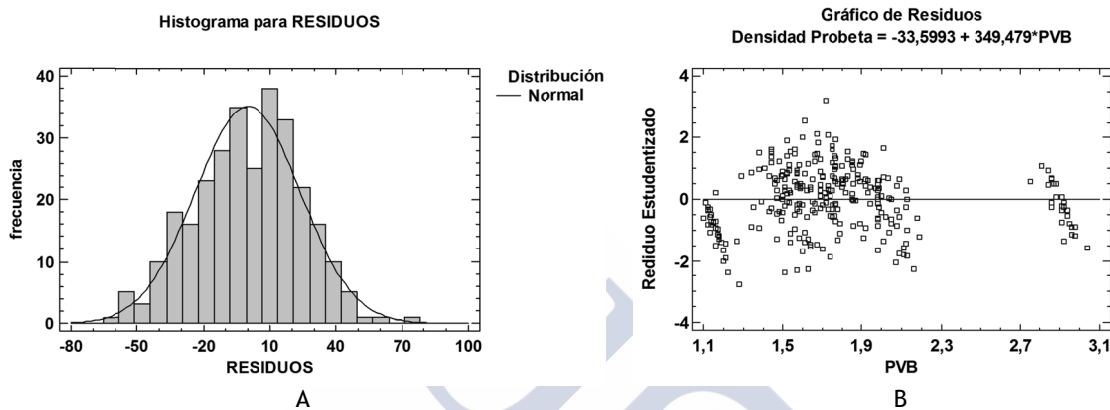 Histograma para RESIDUOS
40
30
20
10
0
frecuencia
-80
-50
-20
10
40
70
100
RESIDUOS
Distribución
Normal
A
Gráfico de Residuos
Densidad Probeta = -33,5993 + 349,479*PVB
4
2
0
-2
-4
Rediduo Estudentizado
1,1
1,5
1,9
2,3
2,7
3,1
PVB
B